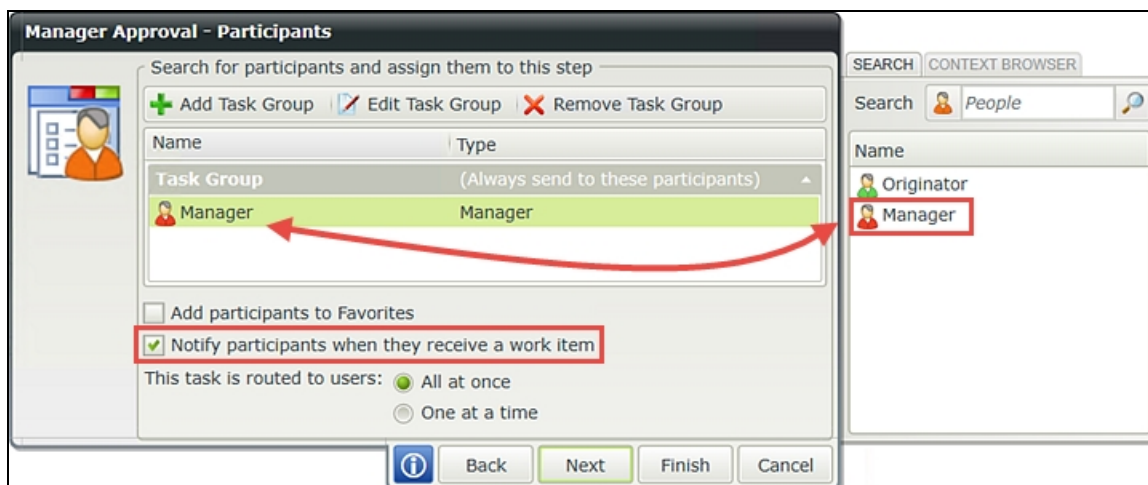 Manager Approval - Participants
Search for participants and assign them to this step
Add Task Group Edit Task Group Remove Task Group
Name Type
Task Group (Always send to these participants)
Manager Manager
Add participants to Favorites
Notify participants when they receive a work item
This task is routed to users: All at once
One at a time
Back Next Finish Cancel
SEARCH CONTEXT BROWSER
Search People
Name
Originator
Manager